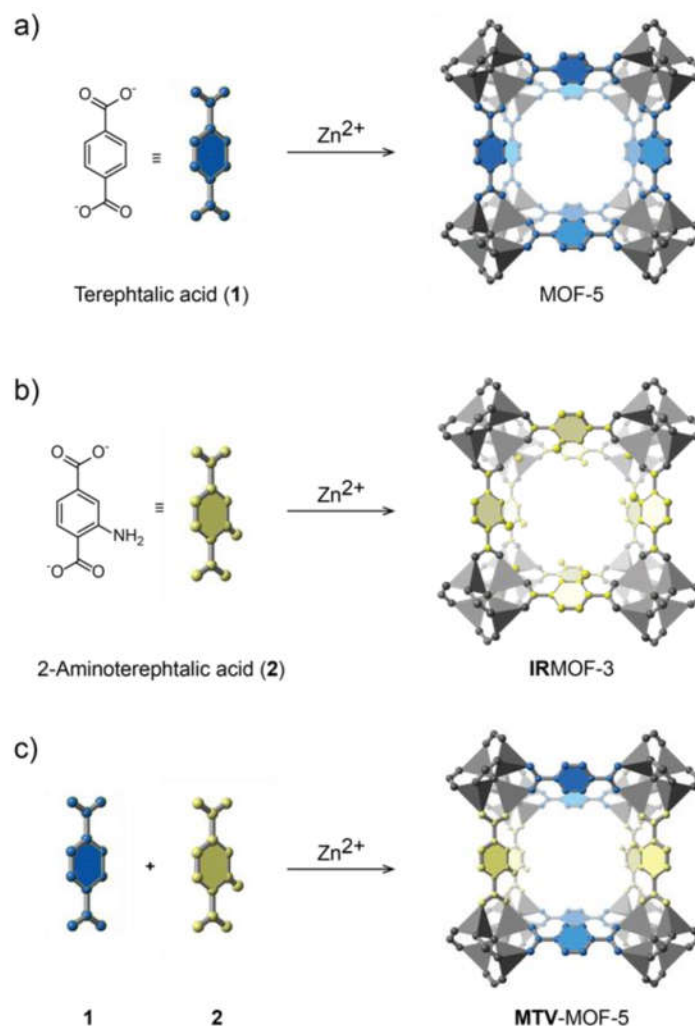 a)
O
O⁻
⁻O
O
≡
Zn2+
Terephtalic acid (1)
MOF-5
b)
O
O⁻
NH2
⁻O
O
≡
Zn2+
2-Aminoterephtalic acid (2)
IRMOF-3
c)
+
Zn2+
1
2
MTV-MOF-5